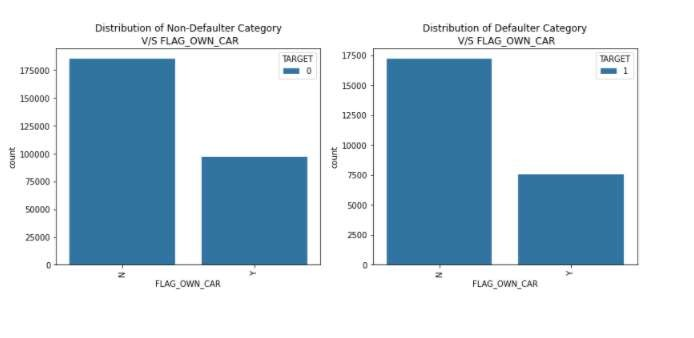 Distribution of Non-Defaulter Category
V/S FLAG_OWN_CAR
TARGET
0
175000
150000
125000
100000
75000
50000
25000
0
count
N
Y
FLAG_OWN_CAR
Distribution of Defaulter Category
V/S FLAG_OWN_CAR
TARGET
1
17500
15000
12500
10000
7500
5000
2500
0
count
N
Y
FLAG_OWN_CAR